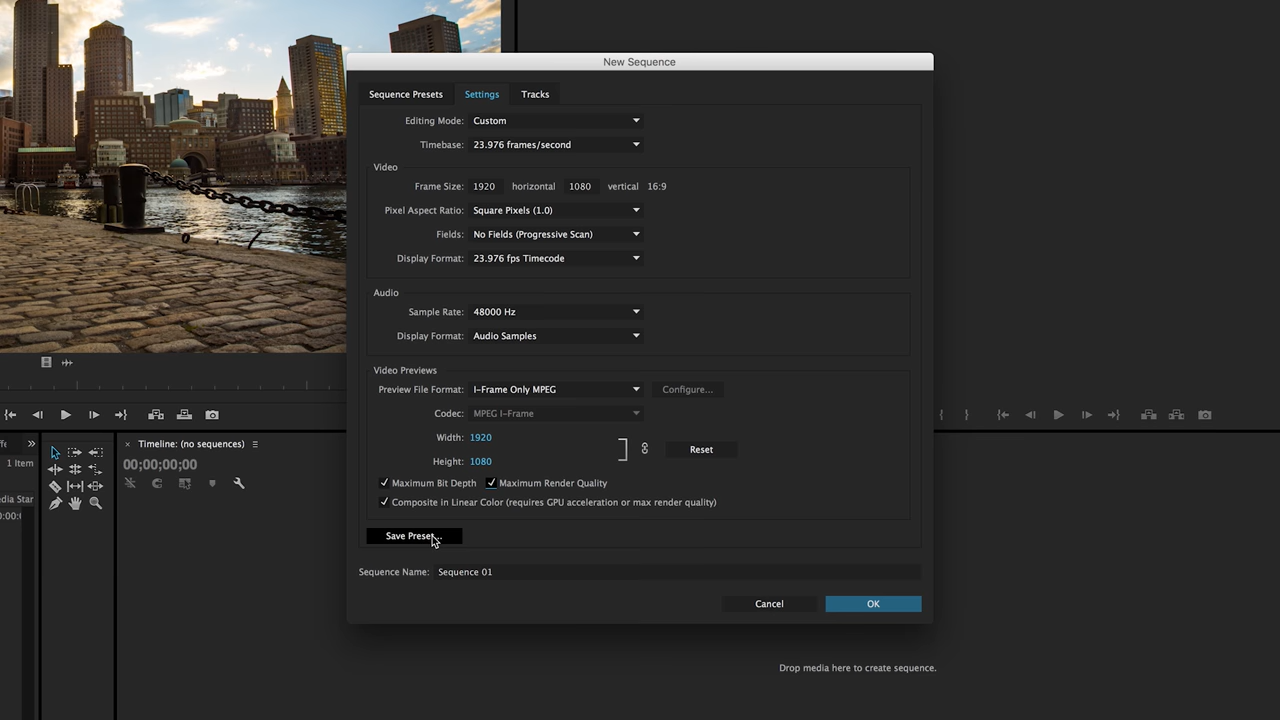 New Sequence
Sequence Presets Settings Tracks
Editing Mode: Custom
Timebase: 23.976 frames/second
Video
Frame Size: 1920 horizontal 1080 vertical 16:9
Pixel Aspect Ratio: Square Pixels (1.0)
Fields: No Fields (Progressive Scan)
Display Format: 23.976 fps Timecode
Audio
Sample Rate: 48000 Hz
Display Format: Audio Samples
Video Previews
Preview File Format: I-Frame Only MPEG Configure...
Codec: MPEG I-Frame
Width: 1920
Height: 1080
Reset
Maximum Bit Depth Maximum Render Quality
Composite in Linear Color (requires GPU acceleration or max render quality)
Save Preset...
Sequence Name: Sequence 01
Cancel OK
1 Item
Timeline: (no sequences)
00;00;00;00
Drop media here to create sequence.